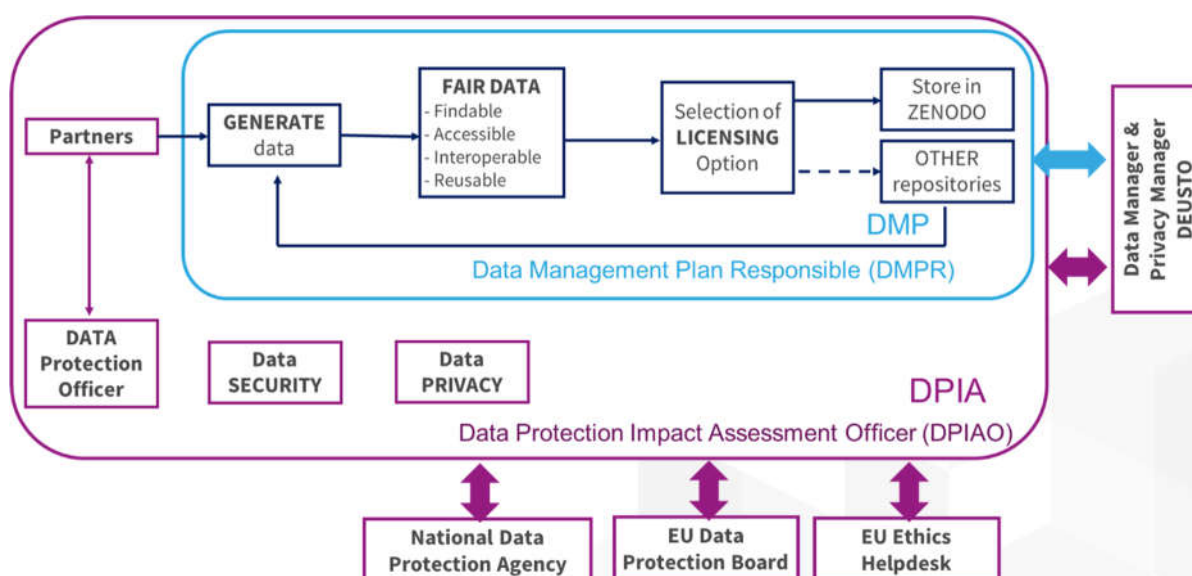 Partners
GENERATE
data
FAIR DATA
- Findable
- Accessible
- Interoperable
- Reusable
Selection of
LICENSING
Option
Store in
ZENODO
OTHER
repositories
DMP
Data Management Plan Responsible (DMPR)
Data Manager &
Privacy Manager
DEUSTO
DATA
Protection
Officer
Data
SECURITY
Data
PRIVACY
DPIA
Data Protection Impact Assessment Officer (DPIAO)
National Data
Protection Agency
EU Data
Protection Board
EU Ethics
Helpdesk